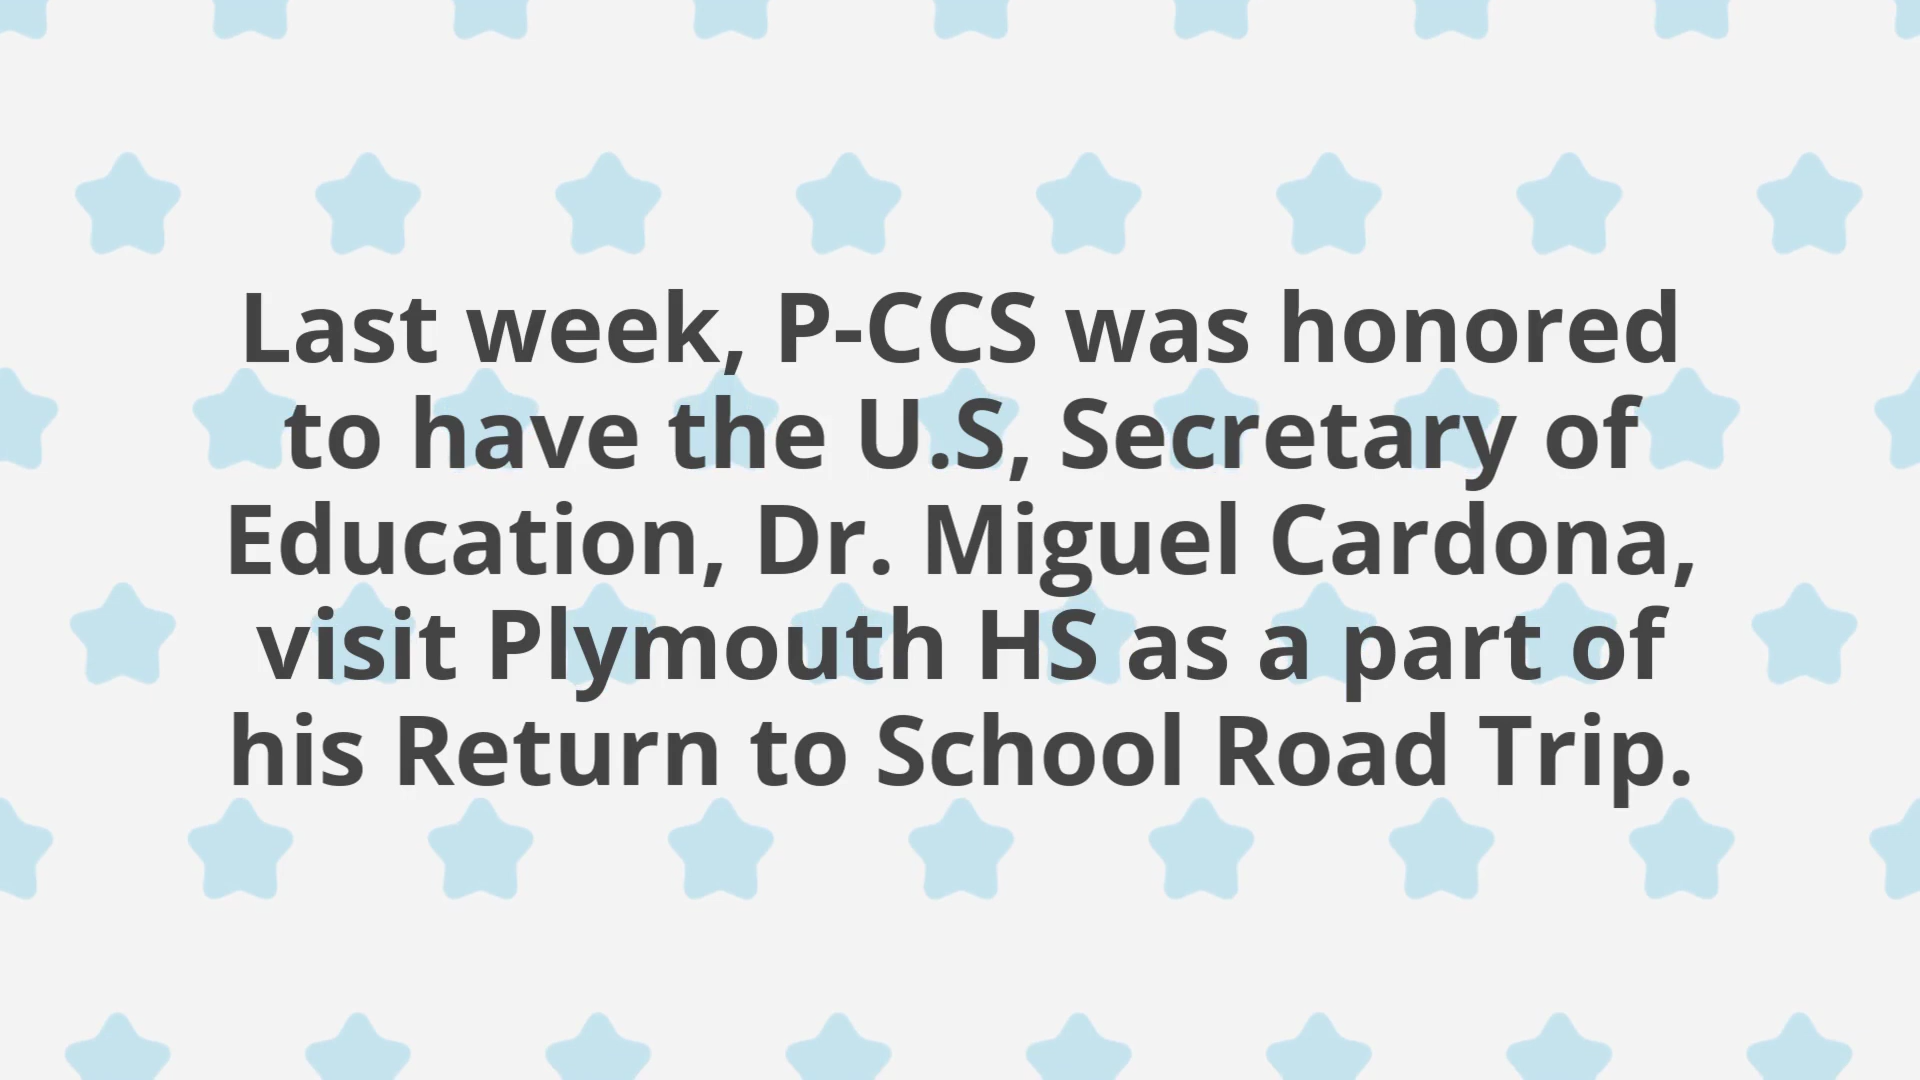 Last week, P-CCS was honored
to have the U.S, Secretary of
Education, Dr. Miguel Cardona,
visit Plymouth HS as a part of
his Return to School Road Trip.